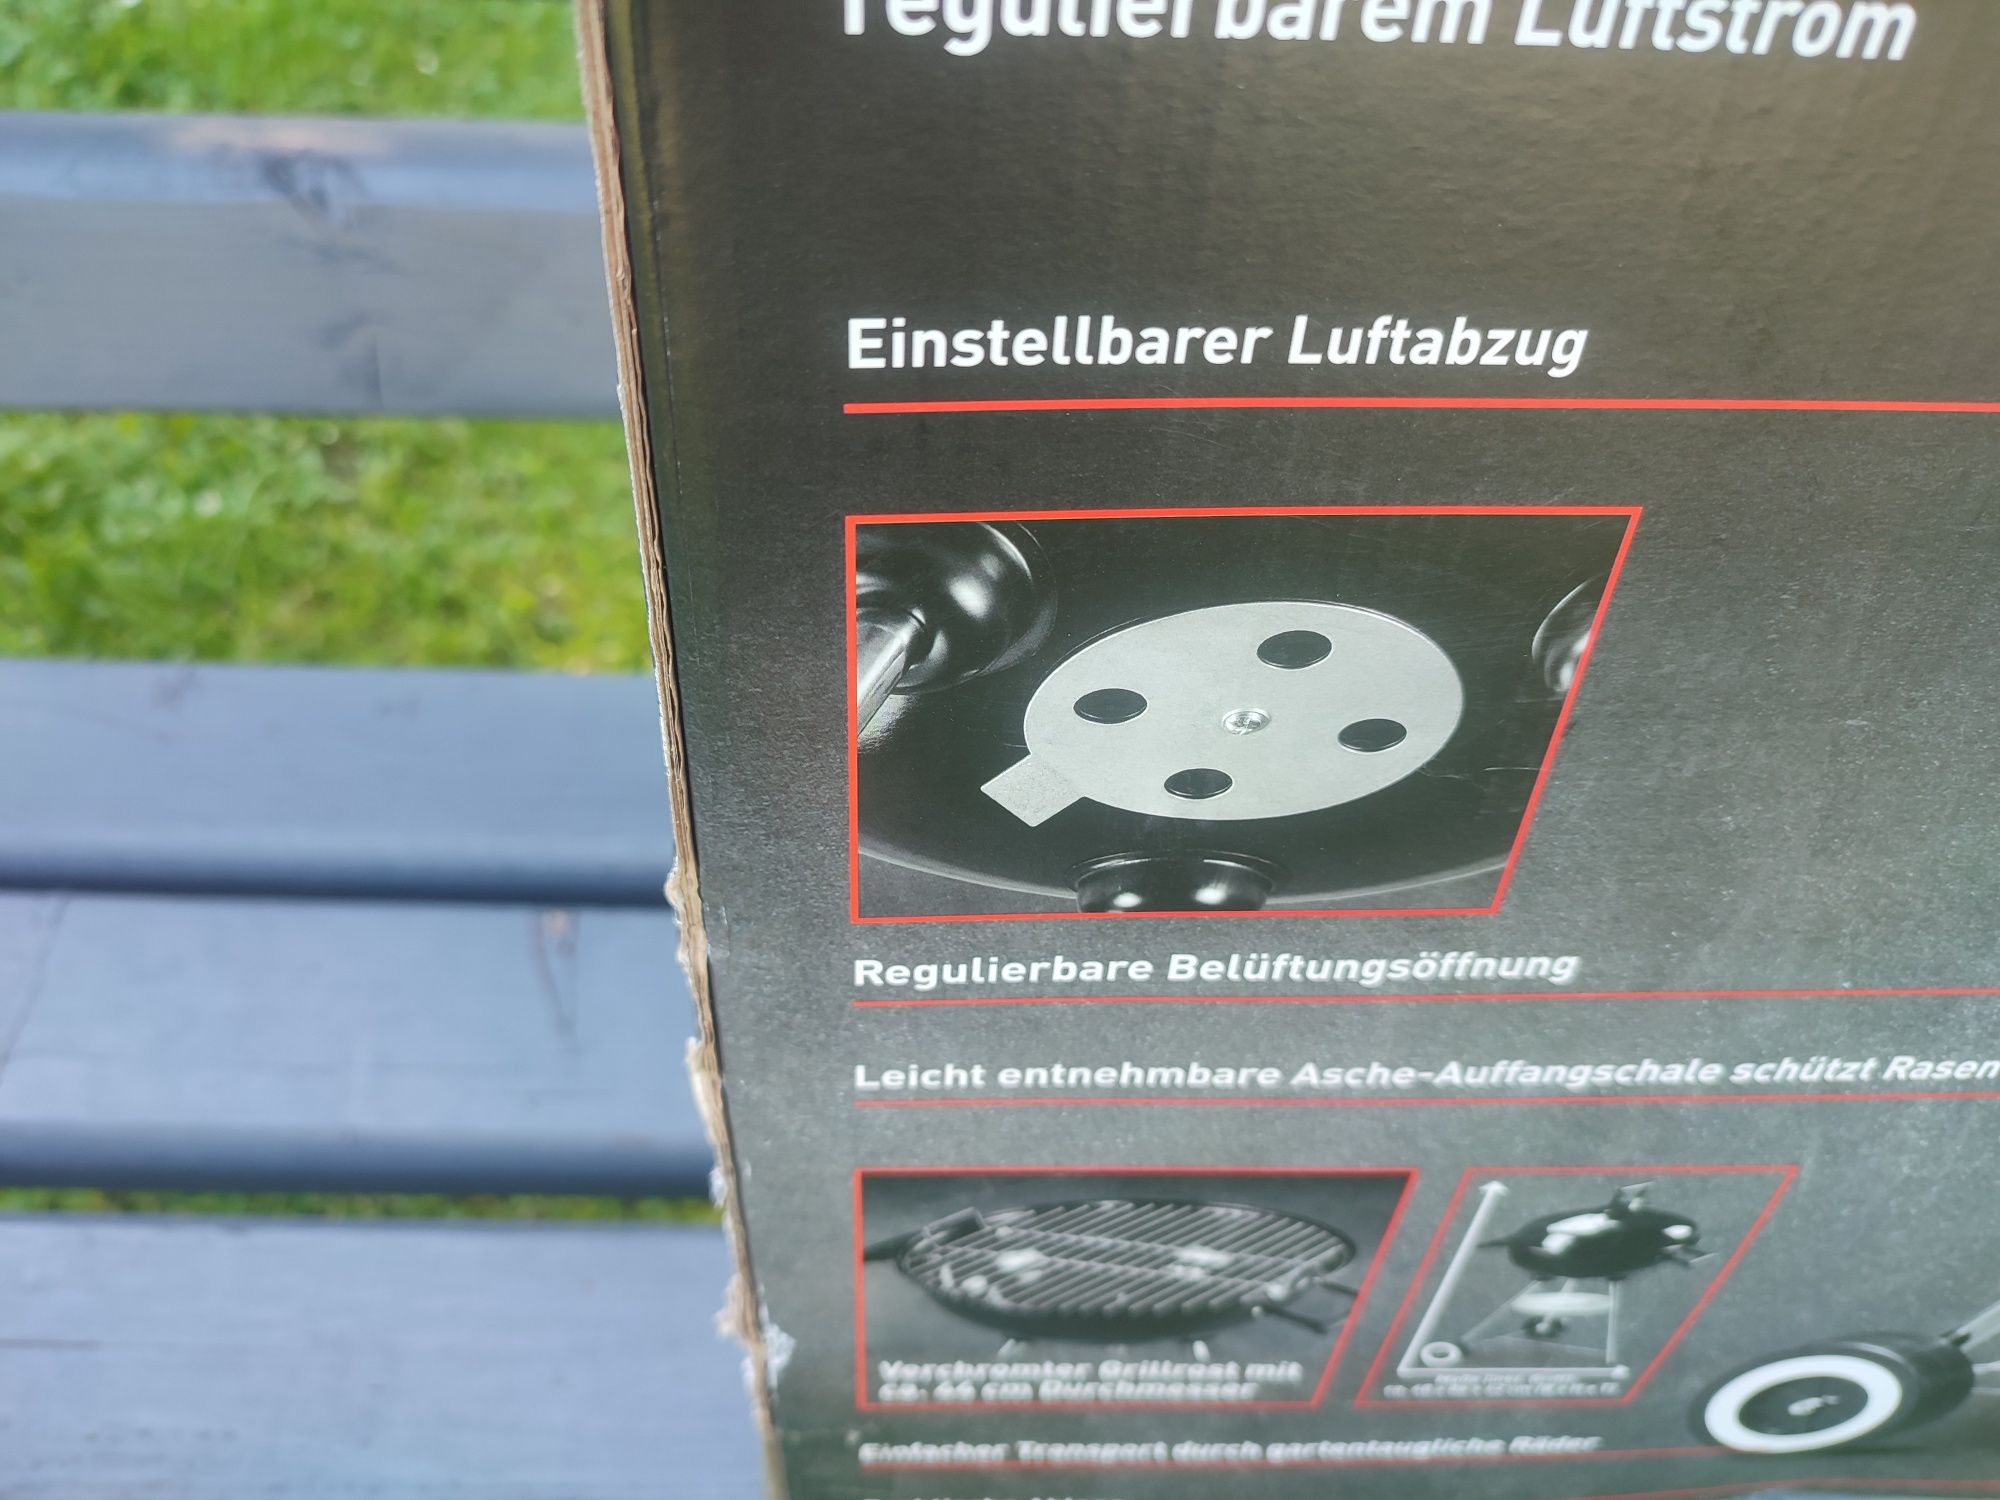 regulierbarem Luftstrom
Einstellbarer Luftabzug
Regulierbare Belüftungsöffnung
Leicht entnehmbare Asche-Auffangschale schützt Rasen
Verchromter Grillrost mit
ca. 44 cm Durchmesser
Einfacher Transport durch gartentaugliche Räder